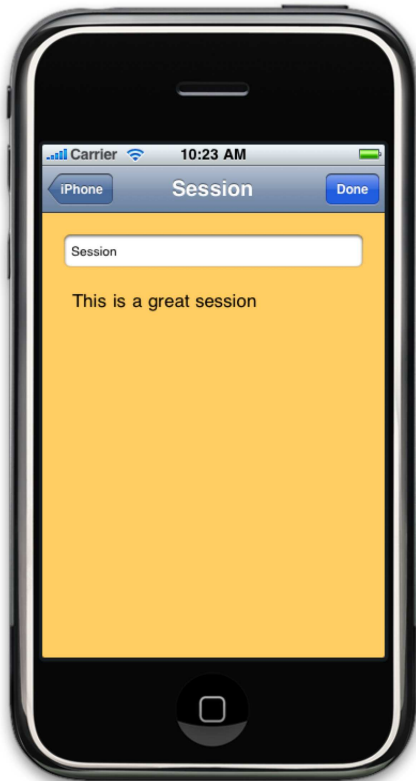 Carrier 10:23 AM
iPhone Session Done
Session
This is a great session